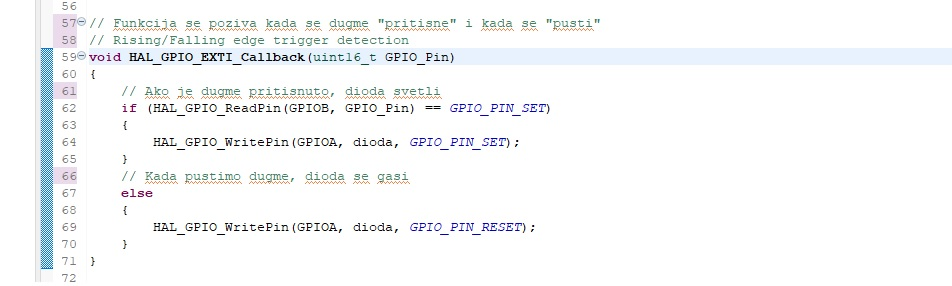 56
57 // Funkcija se poziva kada se dugme "pritisne" i kada se "pusti"
58 // Rising/Falling edge trigger detection
59 void HAL_GPIO_EXTI_Callback(uint16_t GPIO_Pin)
60 {
61     // Ako je dugme pritisnuto, dioda svetli
62     if (HAL_GPIO_ReadPin(GPIOB, GPIO_Pin) == GPIO_PIN_SET)
63     {
64         HAL_GPIO_WritePin(GPIOA, dioda, GPIO_PIN_SET);
65     }
66     // Kada pustimo dugme, dioda se gasi
67     else
68     {
69         HAL_GPIO_WritePin(GPIOA, dioda, GPIO_PIN_RESET);
70     }
71 }
72